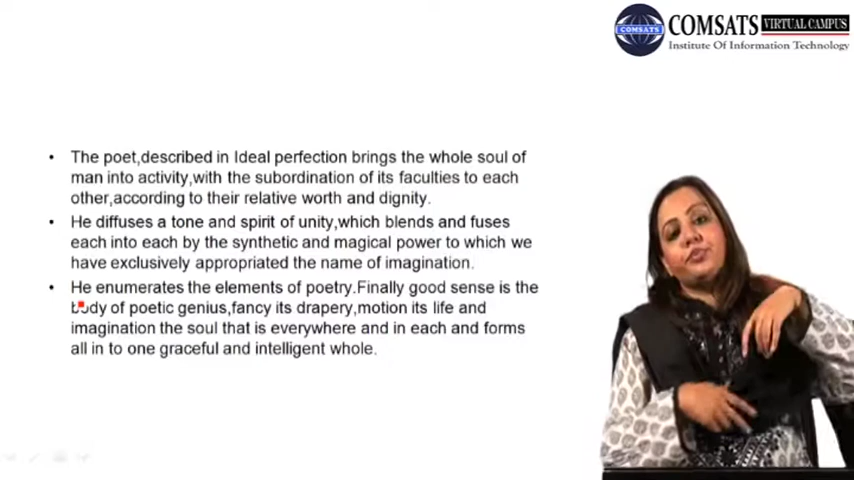 COMSATS VIRTUAL CAMPUS
COMSATS
Institute Of Information Technology
• The poet,described in Ideal perfection brings the whole soul of
man into activity,with the subordination of its faculties to each
other,according to their relative worth and dignity.
• He diffuses a tone and spirit of unity,which blends and fuses
each into each by the synthetic and magical power to which we
have exclusively appropriated the name of imagination.
• He enumerates the elements of poetry.Finally good sense is the
body of poetic genius,fancy its drapery,motion its life and
imagination the soul that is everywhere and in each and forms
all in to one graceful and intelligent whole.